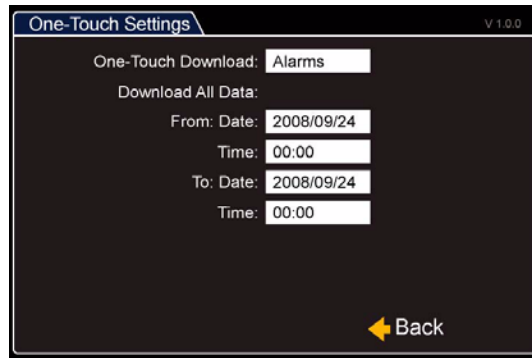 One-Touch Settings V 1.0.0
One-Touch Download: Alarms
Download All Data:
From: Date: 2008/09/24
Time: 00:00
To: Date: 2008/09/24
Time: 00:00
Back